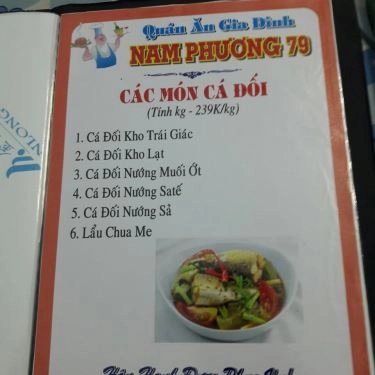 Quán Ăn Gia Đình
NAM PHƯƠNG 79
CÁC MÓN CÁ ĐỐI
(Tính kg - 239K/kg)
1. Cá Đối Kho Trái Giác
2. Cá Đối Kho Lạt
3. Cá Đối Nướng Muối Ớt
4. Cá Đối Nướng Saté
5. Cá Đối Nướng Sả
6. Lẩu Chua Me